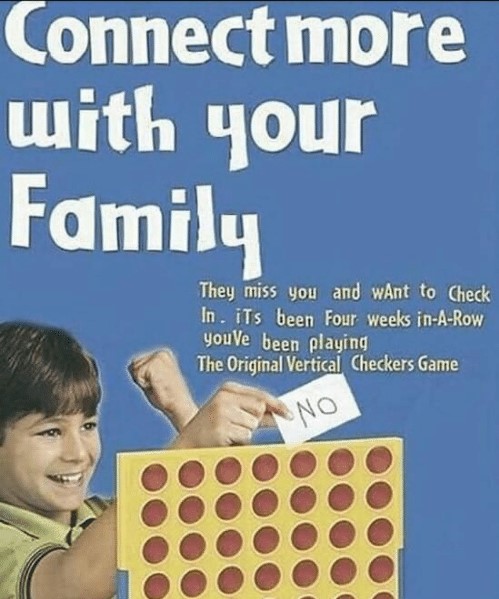 Connect more
with your
Family
They miss you and wAnt to Check
In. iTs been Four weeks in-A-Row
youVe been playing
The Original Vertical Checkers Game
NO